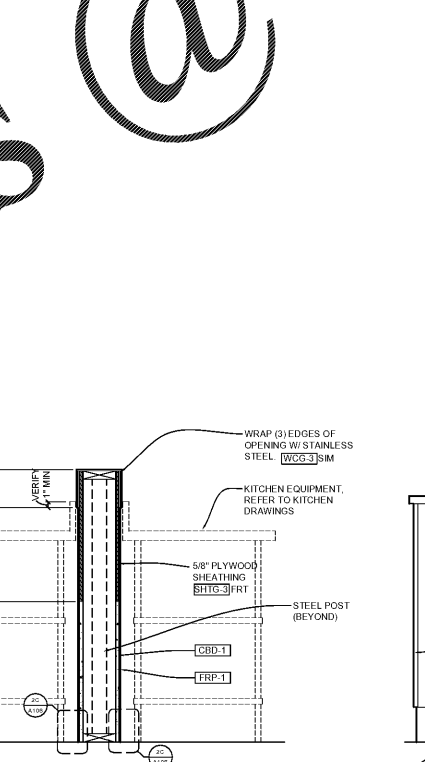 @
WRAP (3) EDGES OF
OPENING W/ STAINLESS
STEEL. WCG-3 SIM
VERIFY
1" MIN
KITCHEN EQUIPMENT,
REFER TO KITCHEN
DRAWINGS
5/8" PLYWOOD
SHEATHING
SHTG-3 FRT
STEEL POST
(BEYOND)
CBD-1
FRP-1
2C
A106
2C